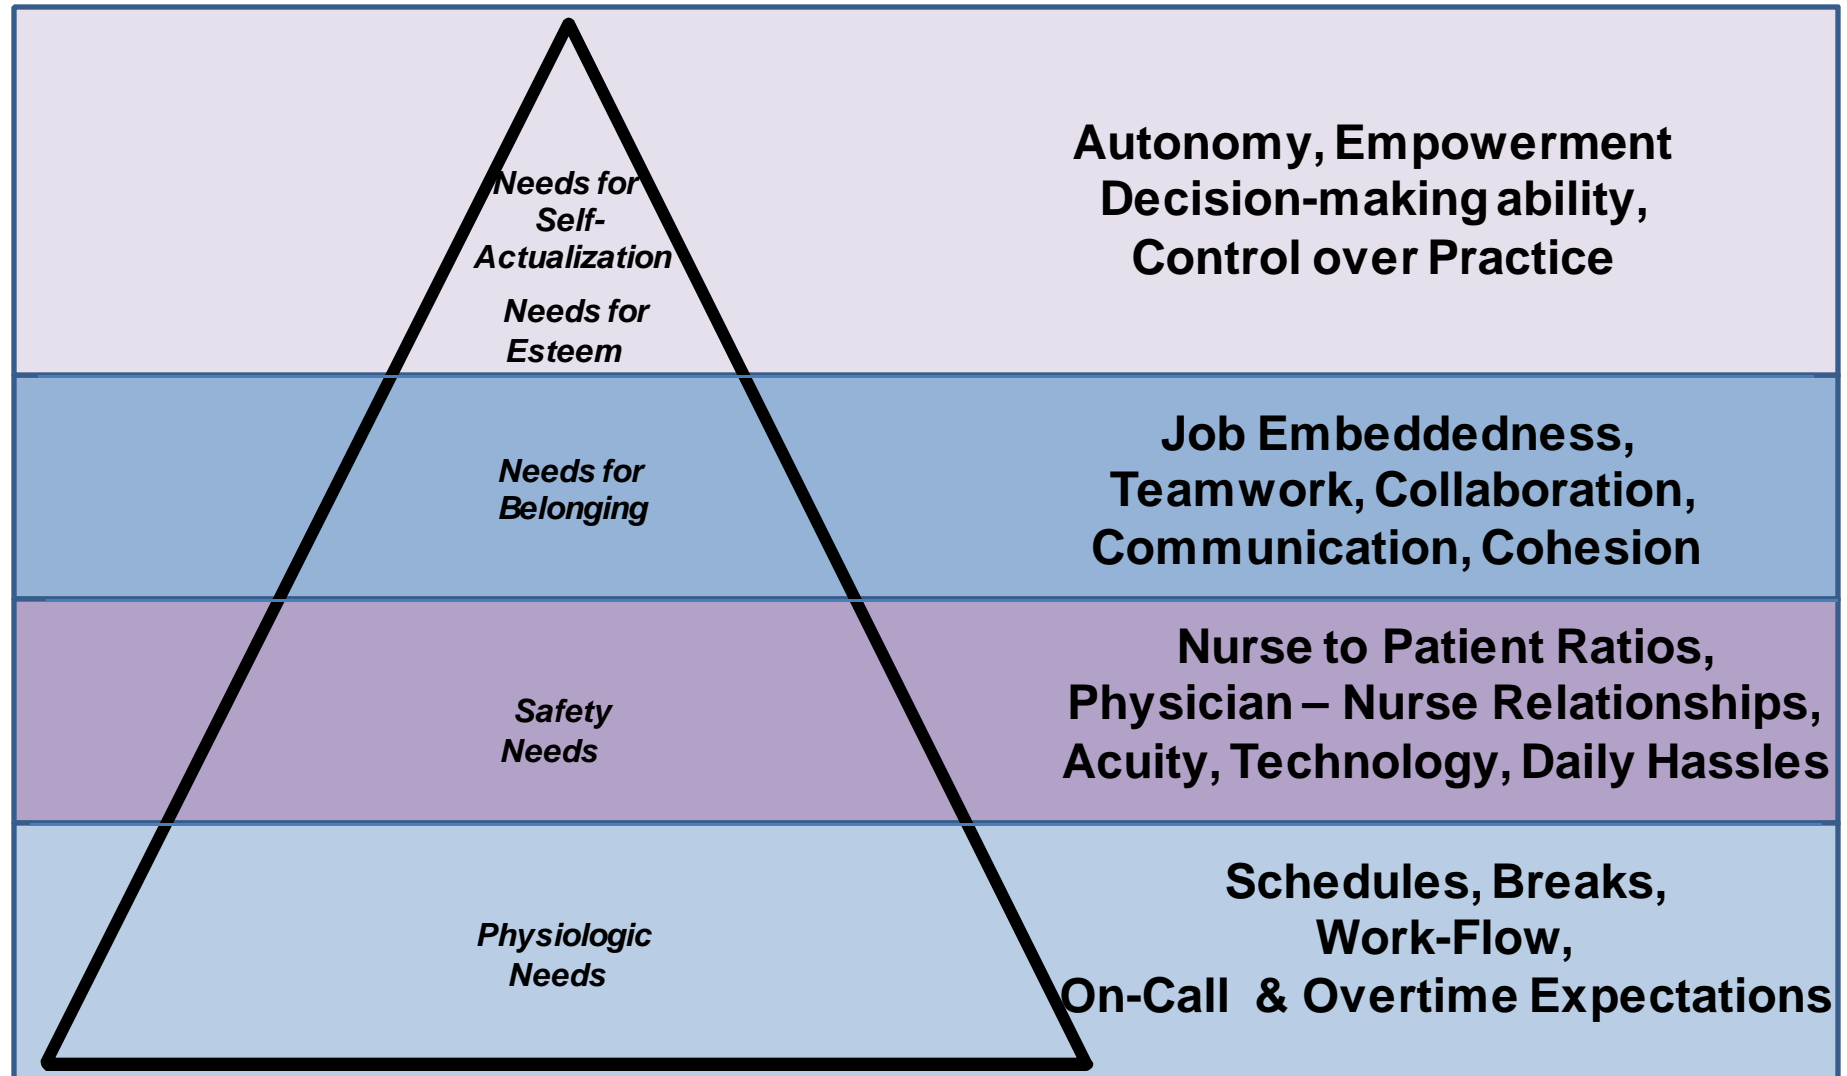 Needs for
Self-
Actualization
Needs for
Esteem
Autonomy, Empowerment
Decision-making ability,
Control over Practice
Needs for
Belonging
Job Embeddedness,
Teamwork, Collaboration,
Communication, Cohesion
Safety
Needs
Nurse to Patient Ratios,
Physician – Nurse Relationships,
Acuity, Technology, Daily Hassles
Physiologic
Needs
Schedules, Breaks,
Work-Flow,
On-Call & Overtime Expectations